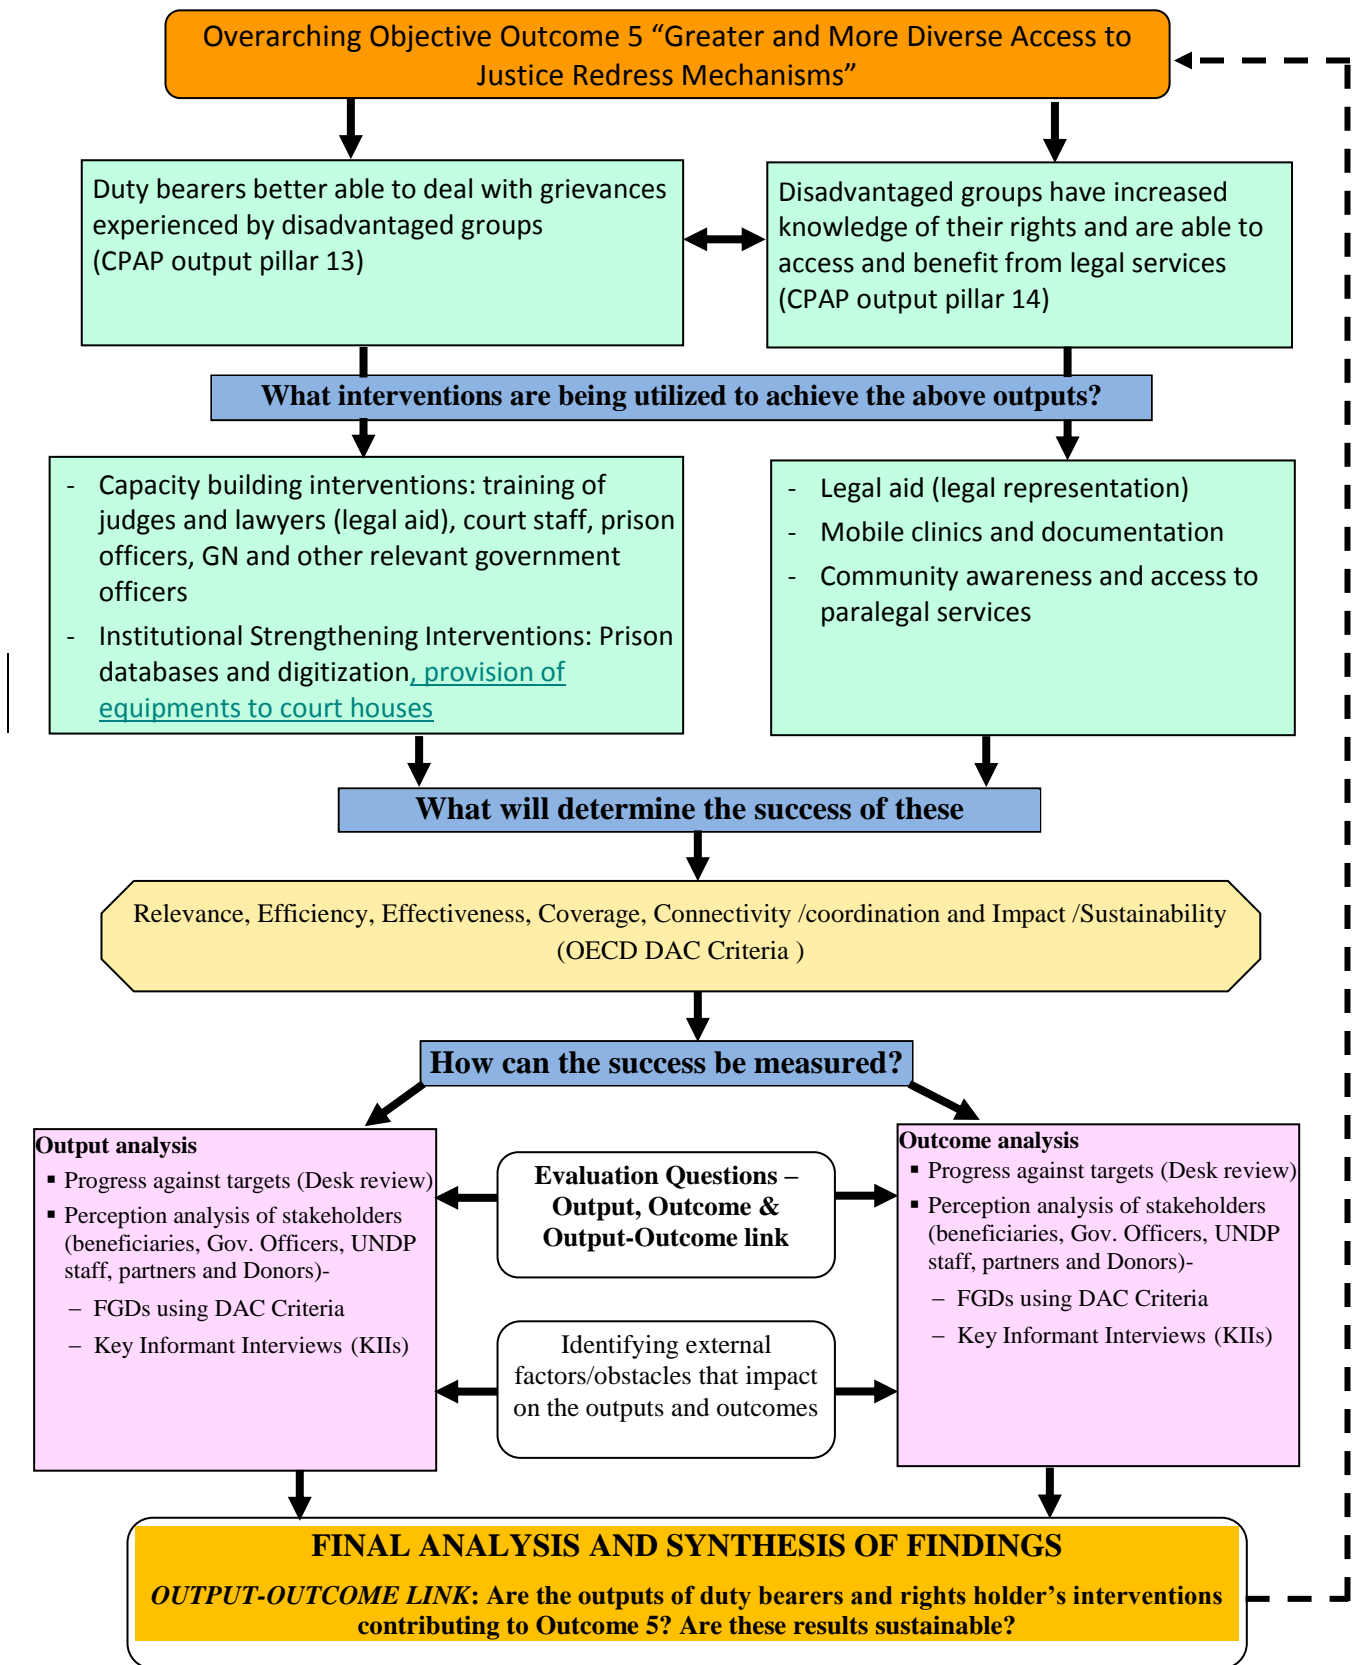 Overarching Objective Outcome 5 “Greater and More Diverse Access to
Justice Redress Mechanisms”
Duty bearers better able to deal with grievances
experienced by disadvantaged groups
(CPAP output pillar 13)
Disadvantaged groups have increased
knowledge of their rights and are able to
access and benefit from legal services
(CPAP output pillar 14)
What interventions are being utilized to achieve the above outputs?
- Capacity building interventions: training of
judges and lawyers (legal aid), court staff, prison
officers, GN and other relevant government
officers
- Institutional Strengthening Interventions: Prison
databases and digitization, provision of
equipments to court houses
- Legal aid (legal representation)
- Mobile clinics and documentation
- Community awareness and access to
paralegal services
What will determine the success of these
Relevance, Efficiency, Effectiveness, Coverage, Connectivity /coordination and Impact /Sustainability
(OECD DAC Criteria )
How can the success be measured?
Output analysis
▪ Progress against targets (Desk review)
▪ Perception analysis of stakeholders
(beneficiaries, Gov. Officers, UNDP
staff, partners and Donors)-
– FGDs using DAC Criteria
– Key Informant Interviews (KIIs)
Evaluation Questions –
Output, Outcome &
Output-Outcome link
Identifying external
factors/obstacles that impact
on the outputs and outcomes
Outcome analysis
▪ Progress against targets (Desk review)
▪ Perception analysis of stakeholders
(beneficiaries, Gov. Officers, UNDP
staff, partners and Donors)-
– FGDs using DAC Criteria
– Key Informant Interviews (KIIs)
FINAL ANALYSIS AND SYNTHESIS OF FINDINGS
OUTPUT-OUTCOME LINK: Are the outputs of duty bearers and rights holder’s interventions
contributing to Outcome 5? Are these results sustainable?